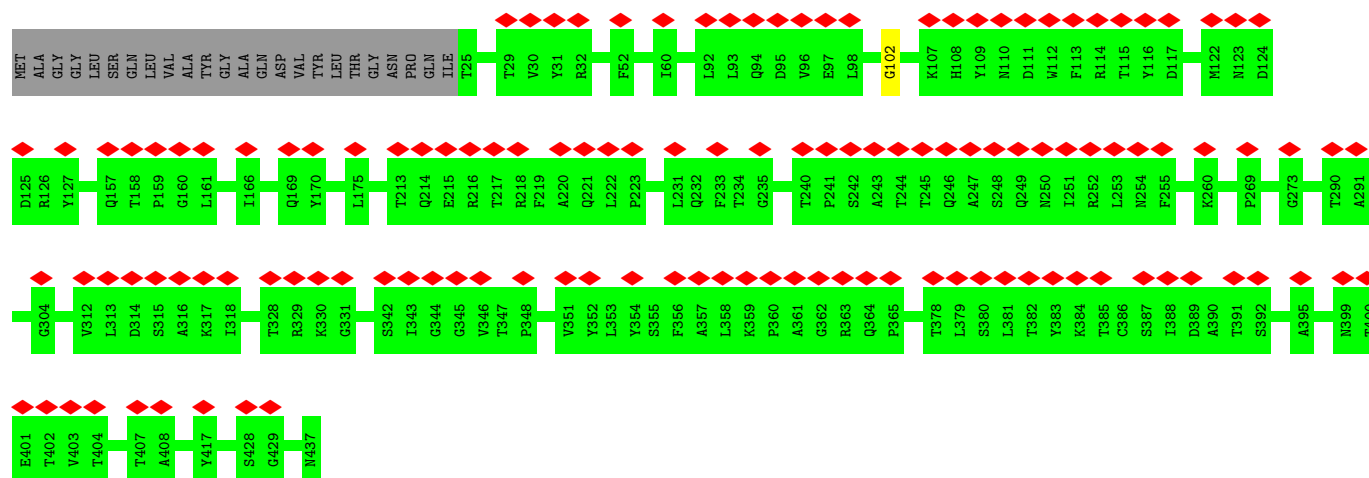 MET ALA GLY GLY LEU SER GLN LEU VAL ALA TYR GLY ALA GLN ASP VAL TYR LEU THR GLY ASN PRO GLN ILE T25 T29 V30 Y31 R32 F52 I60 L92 L93 Q94 D95 V96 E97 L98 G102 K107 H108 Y109 N110 D111 W112 F113 R114 T115 Y116 D117 M122 N123 D124
D125 R126 Y127 Q157 T158 P159 G160 L161 I166 Q169 Y170 L175 T213 Q214 E215 R216 T217 R218 F219 A220 Q221 L222 P223 L231 Q232 F233 T234 G235 T240 P241 S242 A243 T244 T245 Q246 A247 S248 Q249 N250 I251 R252 L253 N254 F255 K260 P269 G273 T290 A291
G304 V312 L313 D314 S315 A316 K317 I318 T328 R329 K330 G331 S342 I343 G344 G345 V346 T347 P348 V351 Y352 L353 Y354 S355 F356 A357 L358 K359 P360 A361 G362 R363 Q364 P365 T378 L379 S380 L381 T382 Y383 K384 T385 C386 S387 I388 D389 A390 T391 S392 A395 N399
E401 T402 V403 T404 T407 A408 Y417 S428 G429 N437